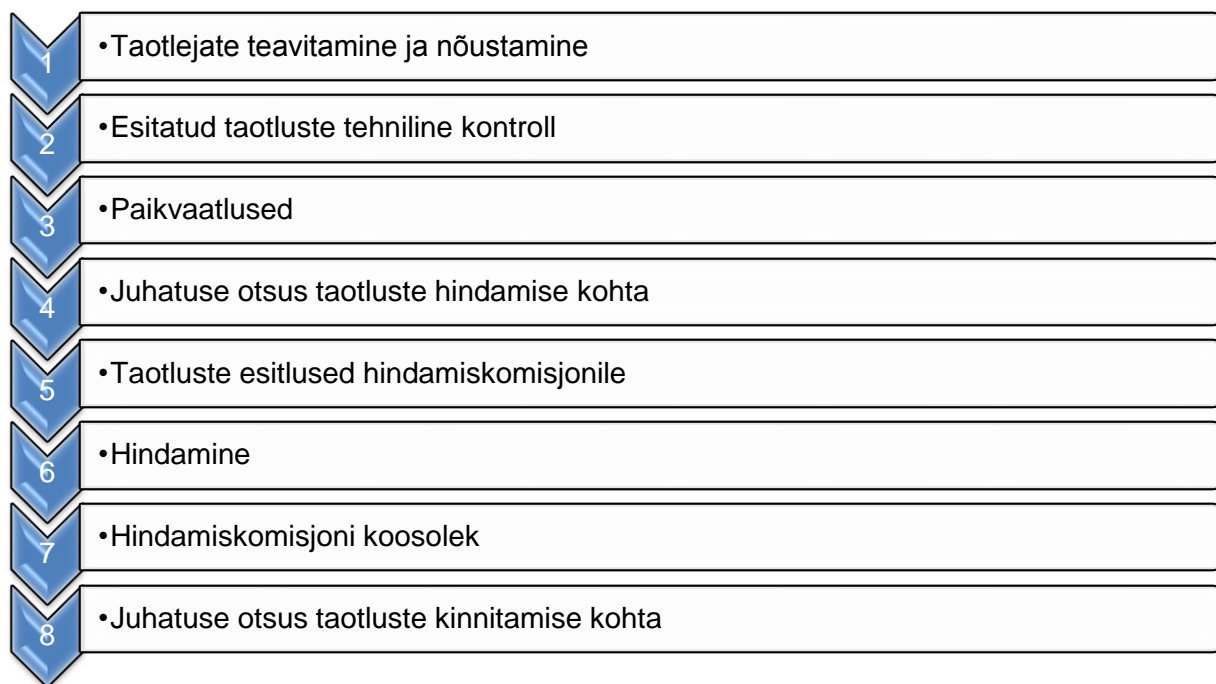 1 •Taotlejate teavitamine ja nõustamine
2 •Esitatud taotluste tehniline kontroll
3 •Paikvaatlused
4 •Juhatuse otsus taotluste hindamise kohta
5 •Taotluste esitlused hindamiskomisjonile
6 •Hindamine
7 •Hindamiskomisjoni koosolek
8 •Juhatuse otsus taotluste kinnitamise kohta